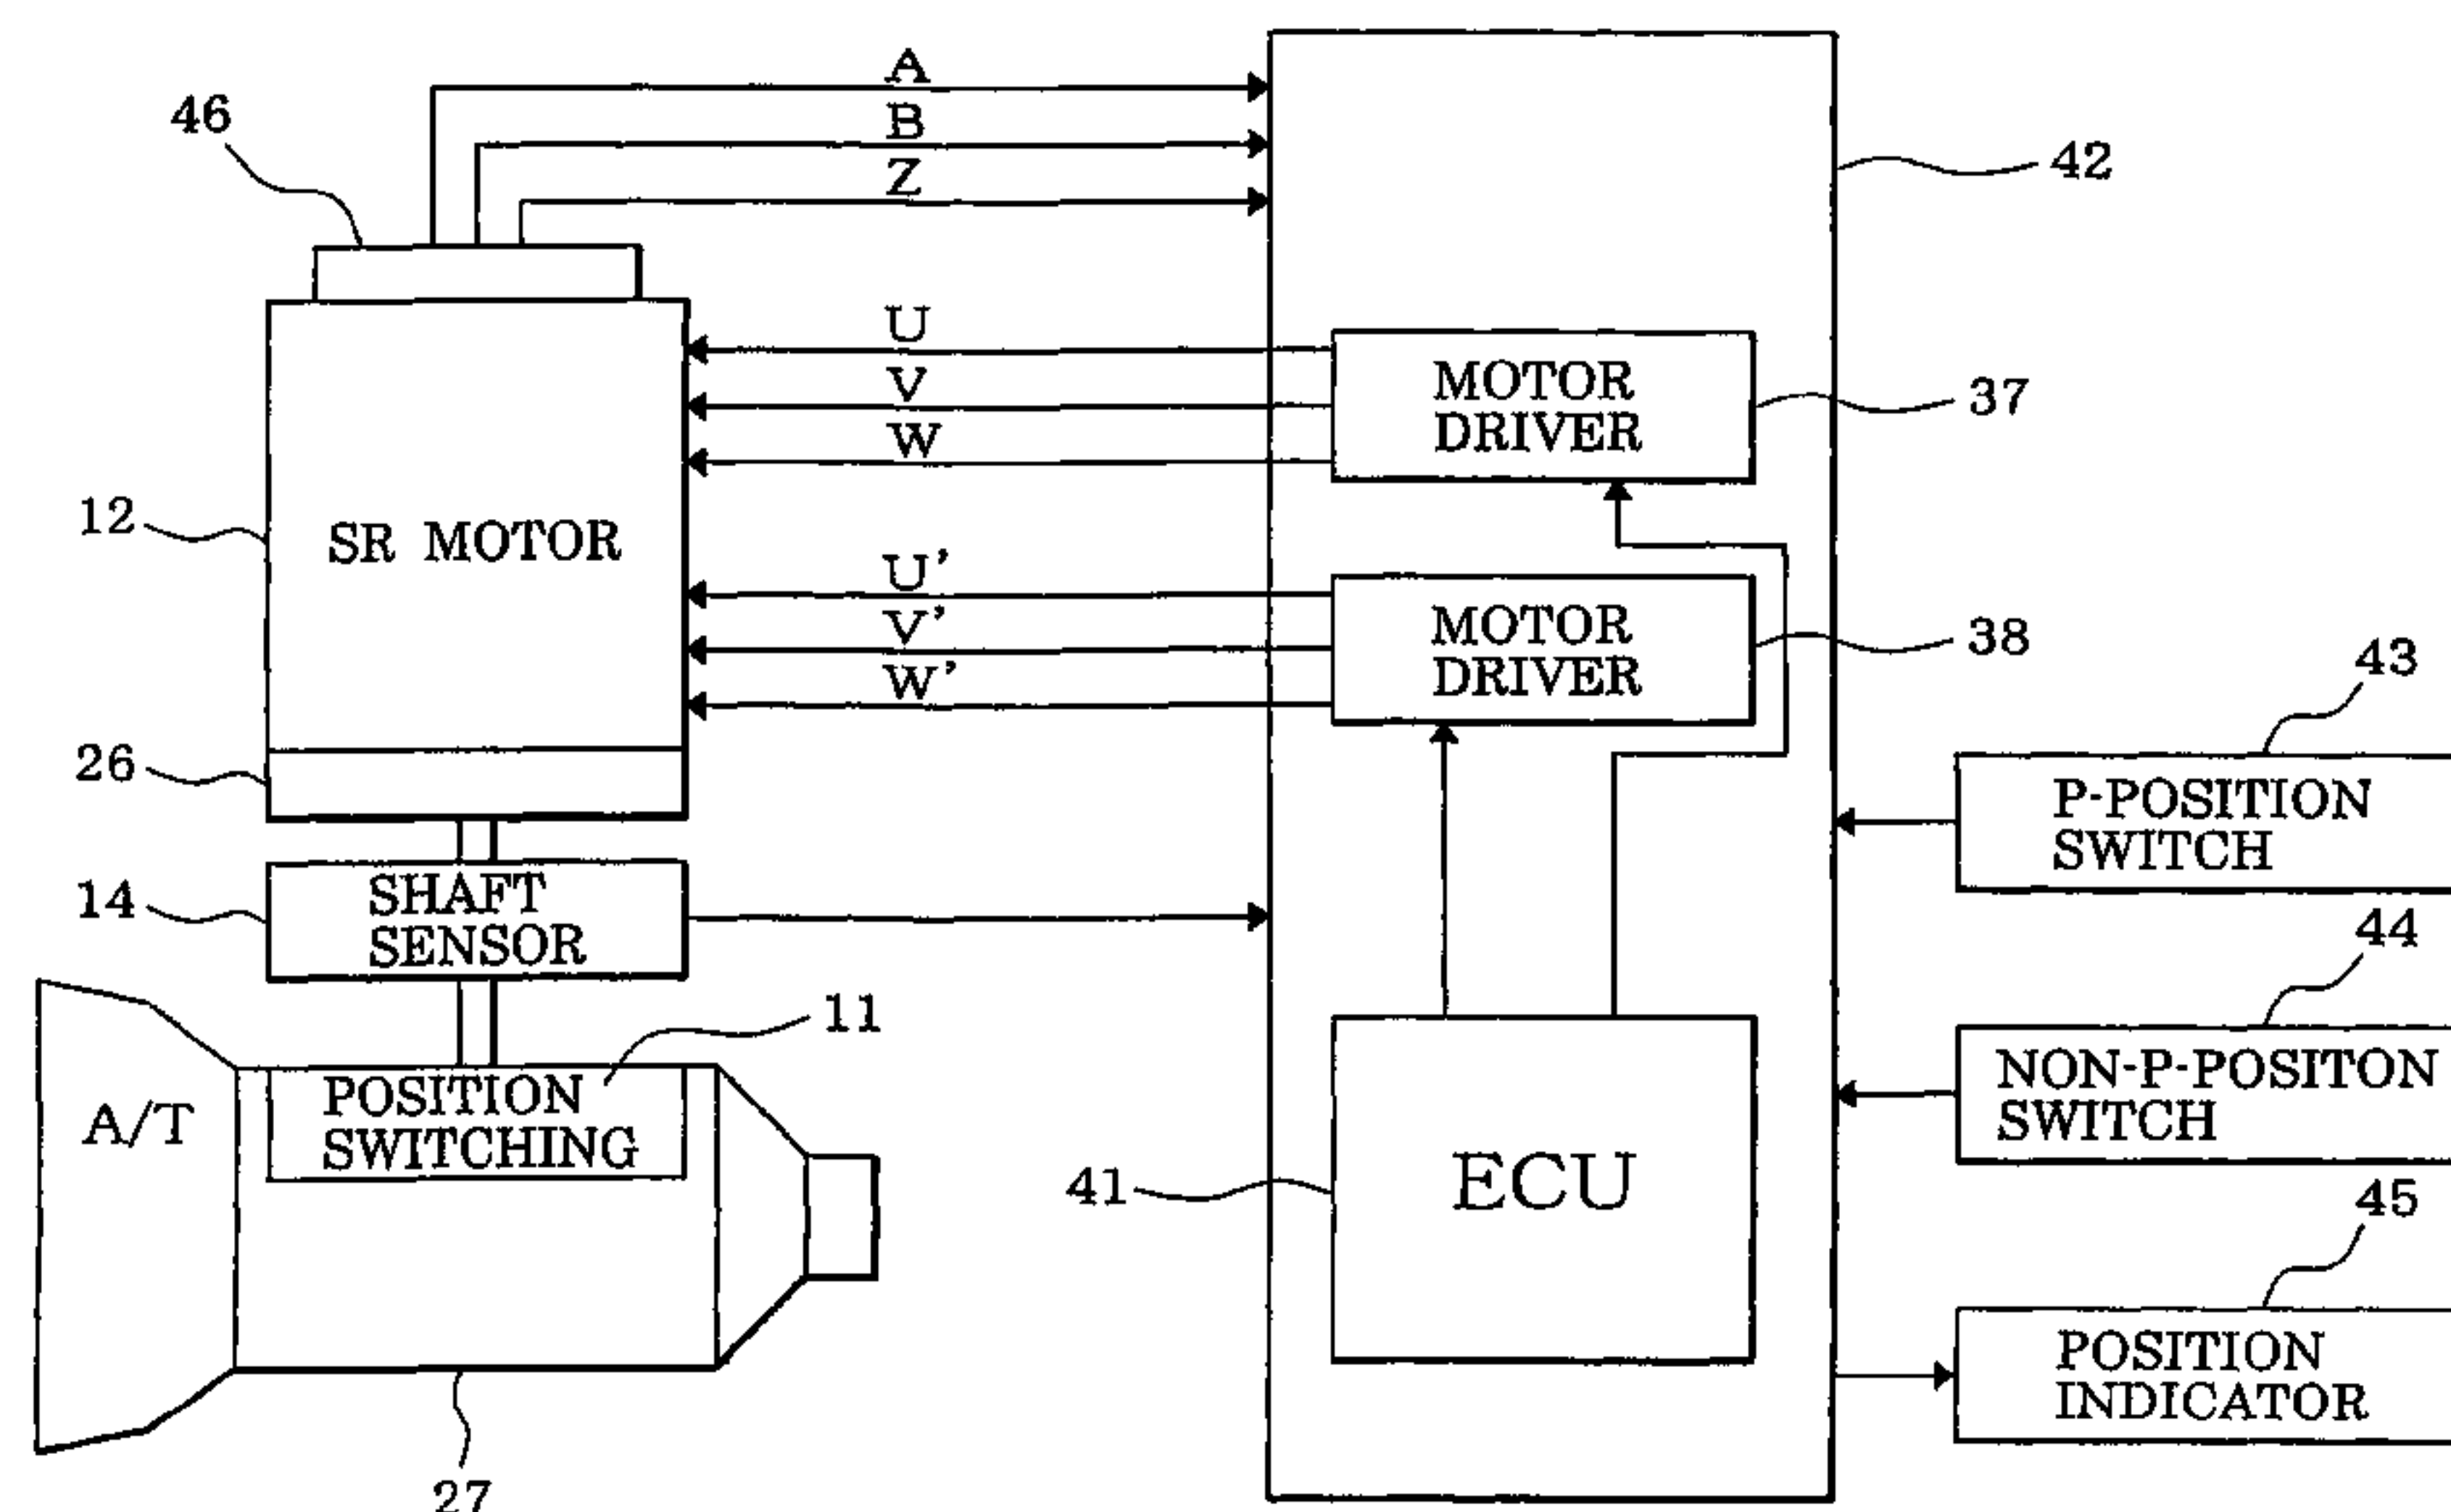 A
46
B
Z
42
U
V
W
MOTOR
DRIVER
37
12
SR MOTOR
U'
V'
W'
MOTOR
DRIVER
38
43
26
P-POSITION
SWITCH
14
SHAFT
SENSOR
44
11
NON-P-POSITON
SWITCH
A/T
POSITION
SWITCHING
41
ECU
45
POSITION
INDICATOR
27